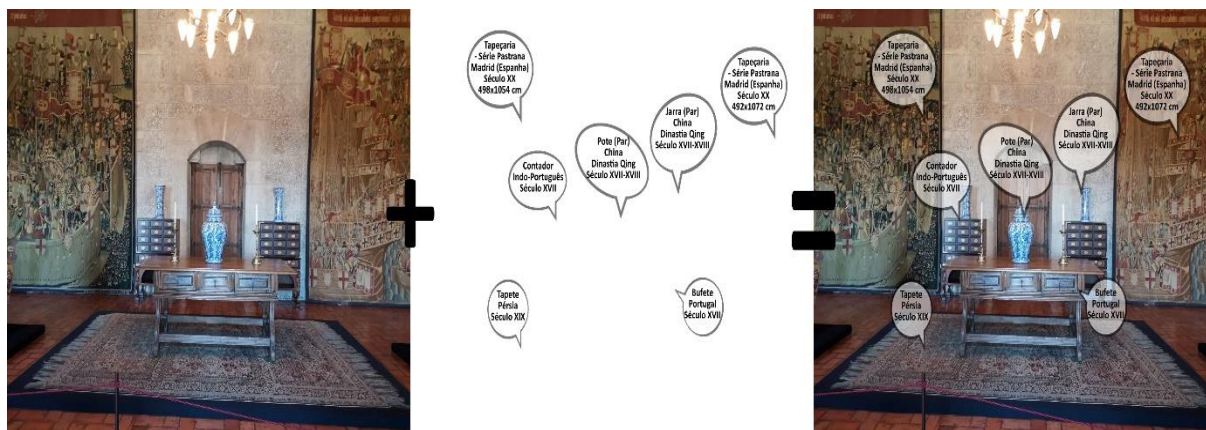 Tapeçaria
- Série Pastrana
Madrid (Espanha)
Século XX
498x1054 cm
Tapeçaria
- Série Pastrana
Madrid (Espanha)
Século XX
492x1072 cm
Jarra (Par)
China
Dinastia Qing
Século XVII-XVIII
Pote (Par)
China
Dinastia Qing
Século XVII-XVIII
Contador
Indo-Português
Século XVII
Tapete
Pérsia
Século XIX
Bufete
Portugal
Século XVII
+
=
Tapeçaria
- Série Pastrana
Madrid (Espanha)
Século XX
498x1054 cm
Tapeçaria
- Série Pastrana
Madrid (Espanha)
Século XX
492x1072 cm
Jarra (Par)
China
Dinastia Qing
Século XVII-XVIII
Pote (Par)
China
Dinastia Qing
Século XVII-XVIII
Contador
Indo-Português
Século XVII
Tapete
Pérsia
Século XIX
Bufete
Portugal
Século XVII